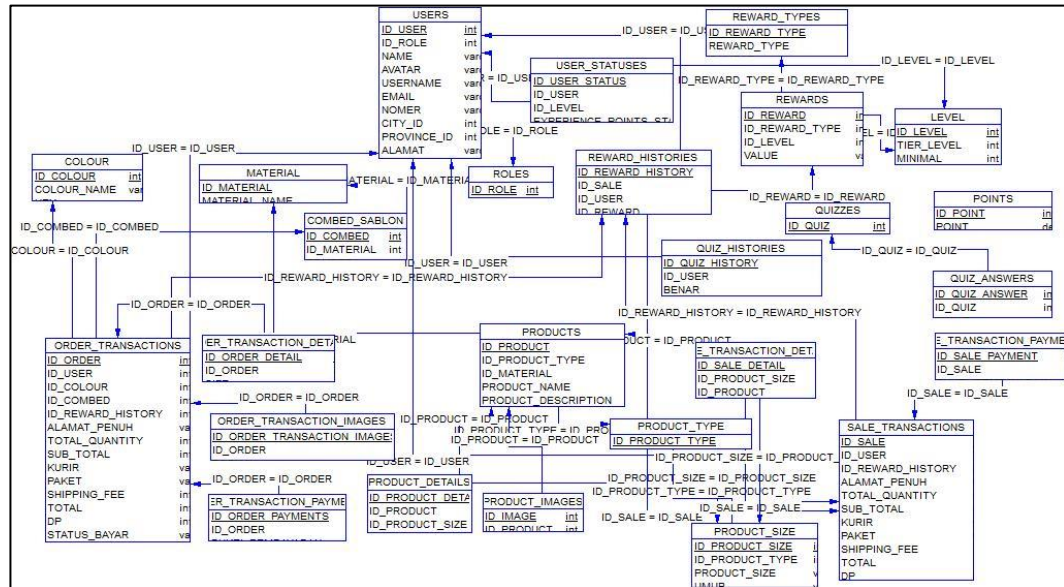 USERS
ID_USER int
ID_ROLE int
NAME
AVATAR
USERNAME
EMAIL
NOMER
CITY_ID int
PROVINCE_ID int
ALAMAT
REWARD_TYPES
ID_REWARD_TYPE
REWARD_TYPE
USER_STATUSES
ID_USER_STATUS
ID_USER
ID_LEVEL
ID_LEVEL = ID_LEVEL
ID_REWARD_TYPE = ID_REWARD_TYPE
REWARDS
ID_REWARD
ID_REWARD_TYPE
ID_LEVEL
VALUE
LEVEL
ID_LEVEL int
TIER_LEVEL int
MINIMAL int
ID_USER = ID_USER
COLOUR
ID_COLOUR int
COLOUR_NAME
MATERIAL
ID_MATERIAL
MATERIAL_NAME
ROLES
ID_ROLE int
REWARD_HISTORIES
ID_REWARD_HISTORY
ID_SALE
ID_USER
ID_REWARD
ID_REWARD = ID_REWARD
POINTS
ID_POINT
POINT
ID_COMBED = ID_COMBED
COMBED_SABLON
ID_COMBED int
ID_MATERIAL int
QUIZZES
ID_QUIZ int
ID_QUIZ = ID_QUIZ
ID_USER = ID_USER
QUIZ_HISTORIES
ID_QUIZ_HISTORY
ID_USER
BENAR
QUIZ_ANSWERS
ID_QUIZ_ANSWER
ID_QUIZ
ID_REWARD_HISTORY = ID_REWARD_HISTORY
ID_ORDER = ID_ORDER
ID_REWARD_HISTORY = ID_REWARD_HISTORY
ORDER_TRANSACTIONS
ID_ORDER
ID_USER
ID_COLOUR
ID_COMBED
ID_REWARD_HISTORY
ALAMAT_PENUH
TOTAL_QUANTITY
SUB_TOTAL
KURIR
PAKET
SHIPPING_FEE
TOTAL
DP
STATUS_BAYAR
ID_ORDER_DETAIL
ID_ORDER
PRODUCTS
ID_PRODUCT
ID_PRODUCT_TYPE
ID_MATERIAL
PRODUCT_NAME
PRODUCT_DESCRIPTION
ID_SALE_DETAIL
ID_PRODUCT_SIZE
ID_PRODUCT
ID_SALE_PAYMENT
ID_SALE
ID_SALE = ID_SALE
ID_ORDER = ID_ORDER
ORDER_TRANSACTION_IMAGES
ID_ORDER
ID_PRODUCT = ID_PRODUCT
ID_PRODUCT = ID_PRODUCT
PRODUCT_TYPE
ID_PRODUCT_TYPE
SALE_TRANSACTIONS
ID_SALE
ID_USER
ID_REWARD_HISTORY
ALAMAT_PENUH
TOTAL_QUANTITY
SUB_TOTAL
KURIR
PAKET
SHIPPING_FEE
TOTAL
DP
ID_USER = ID_USER
ID_ORDER = ID_ORDER
ID_ORDER_PAYMENTS
ID_ORDER
PRODUCT_DETAILS
ID_PRODUCT
ID_PRODUCT_SIZE
PRODUCT_IMAGES
ID_IMAGE int
ID_PRODUCT int
ID_PRODUCT_SIZE = ID_PRODUCT_SIZE
ID_PRODUCT_TYPE = ID_PRODUCT_TYPE
ID_SALE = ID_SALE
ID_SALE = ID_SALE
PRODUCT_SIZE
ID_PRODUCT_SIZE
ID_PRODUCT_TYPE
PRODUCT_SIZE